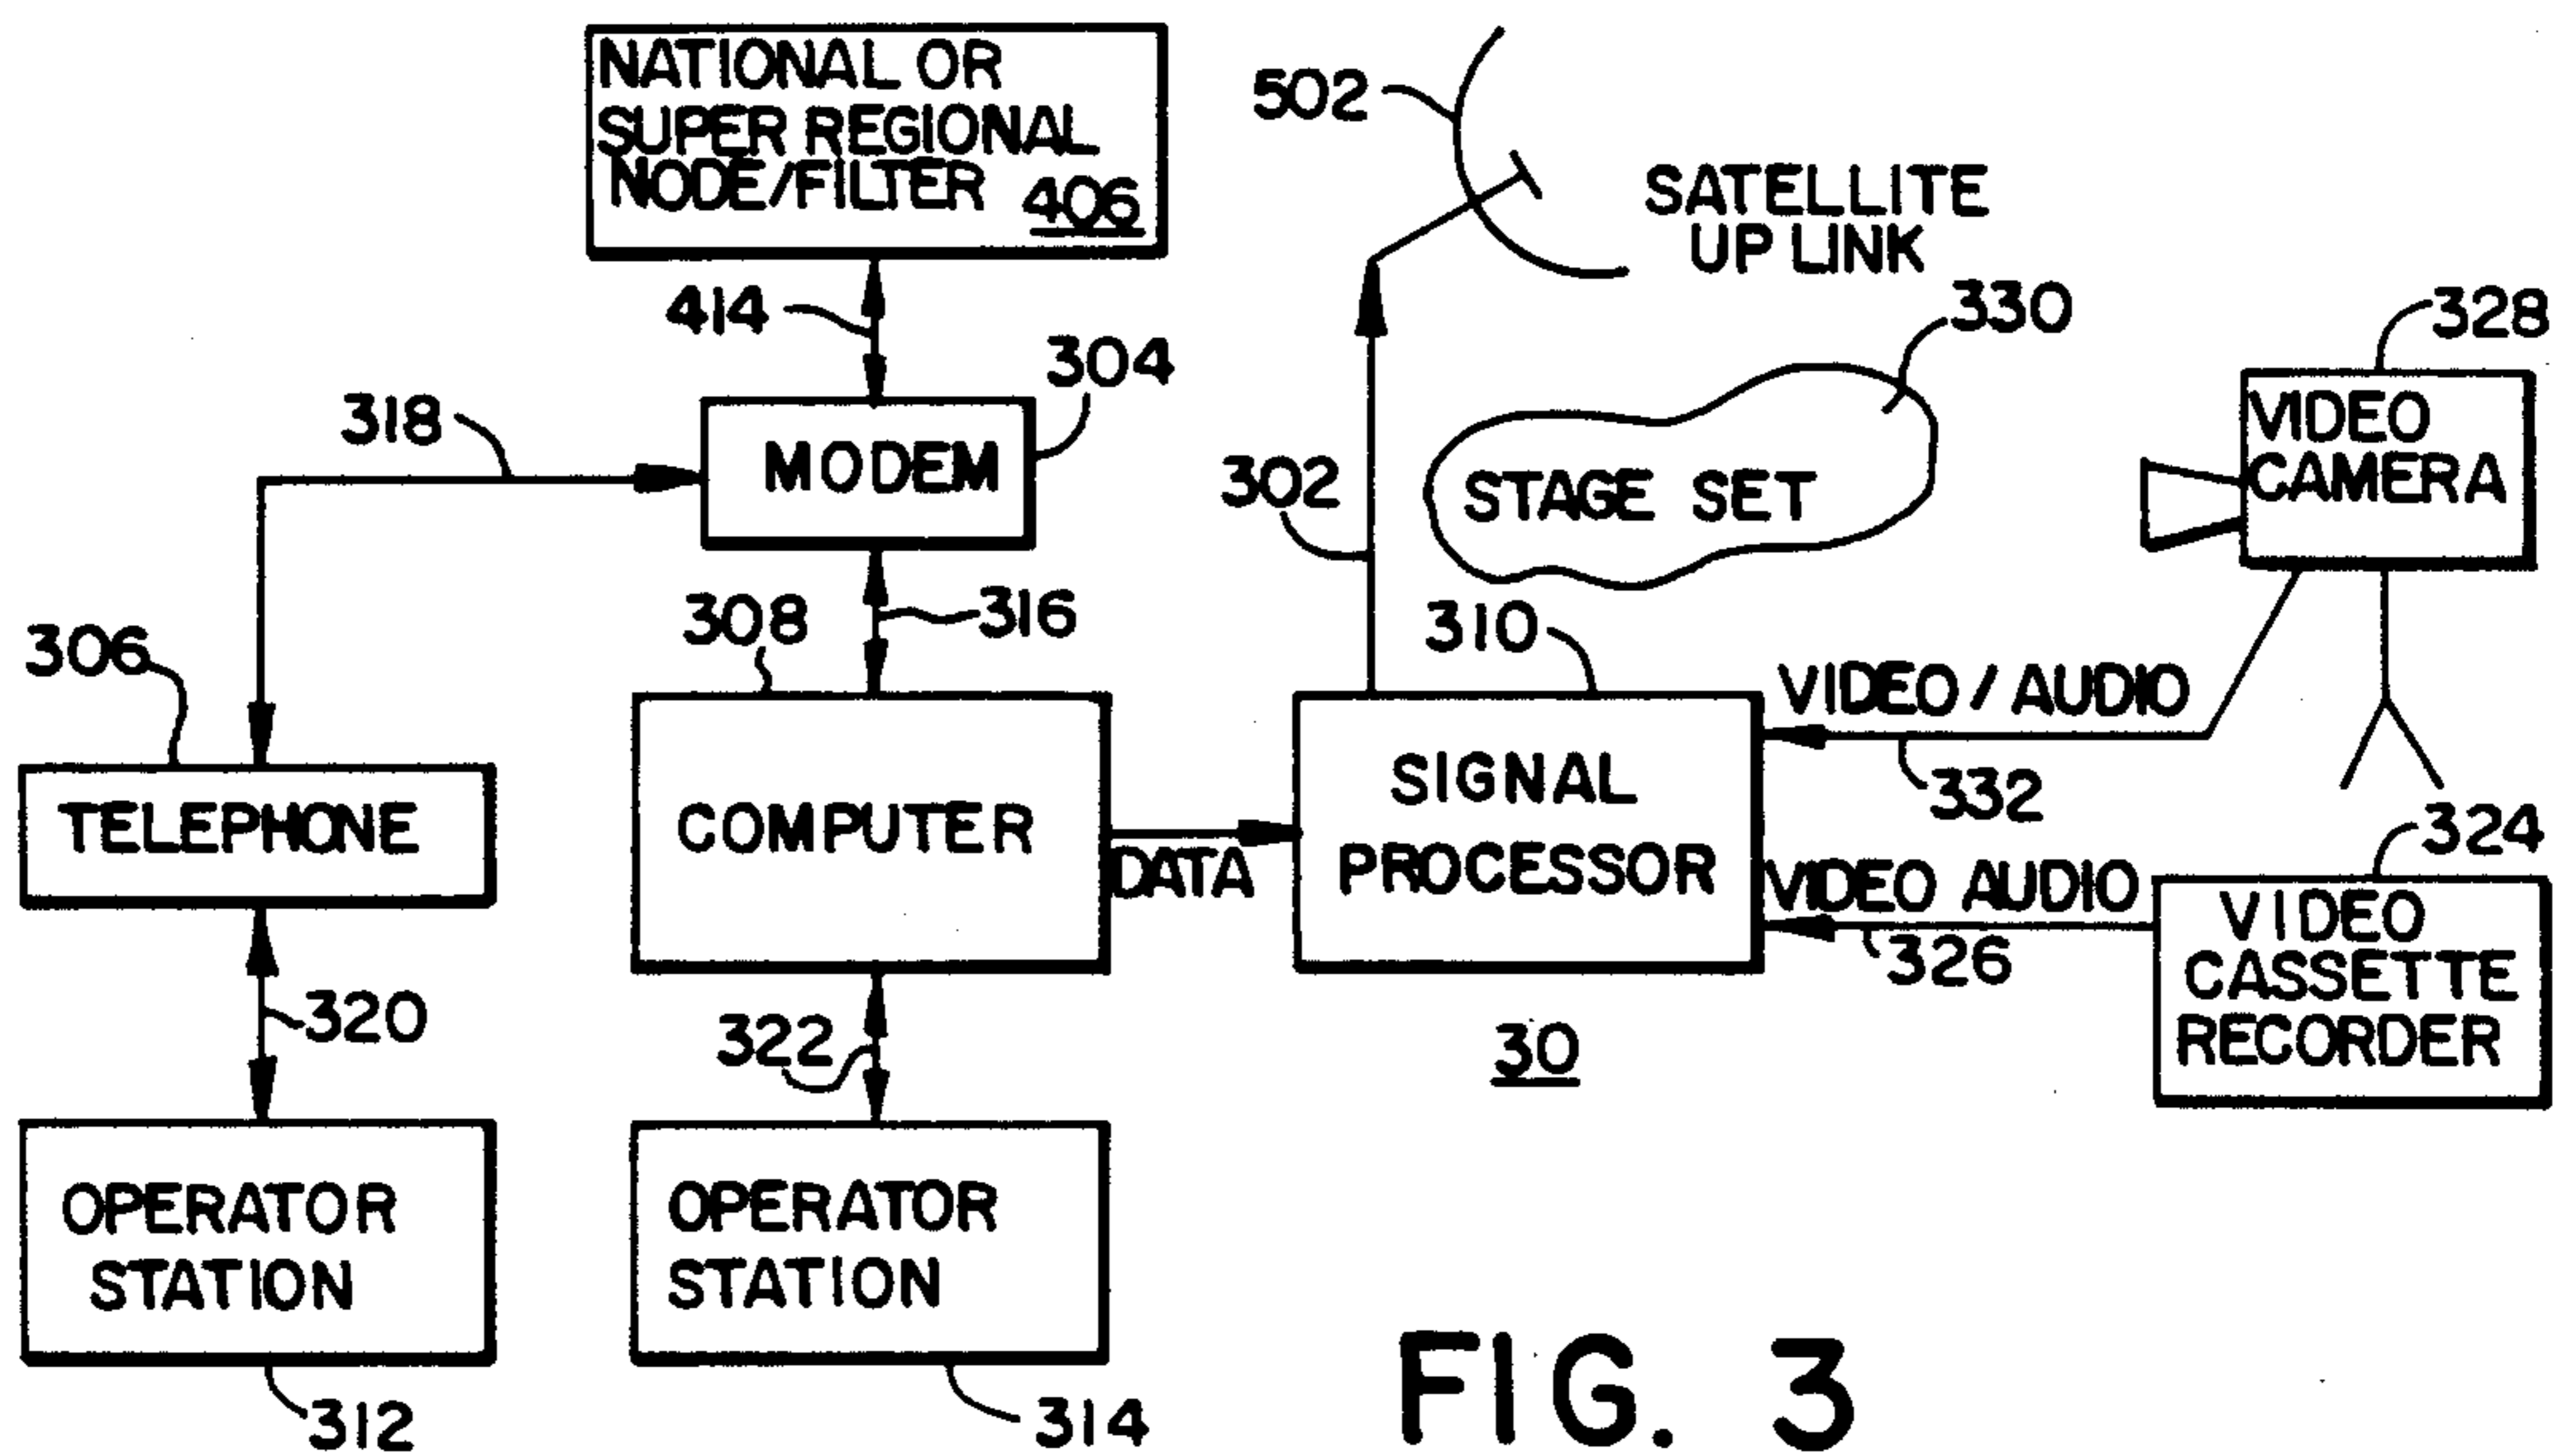 NATIONAL OR
SUPER REGIONAL
NODE/FILTER 406
502
SATELLITE
UP LINK
414
304
330
328
318
MODEM
302
STAGE SET
VIDEO
CAMERA
306
308
316
310
VIDEO / AUDIO
332
TELEPHONE
COMPUTER
DATA
SIGNAL
PROCESSOR
324
VIDEO AUDIO
326
VIDEO
CASSETTE
RECORDER
320
322
30
OPERATOR
STATION
OPERATOR
STATION
312
314
FIG. 3